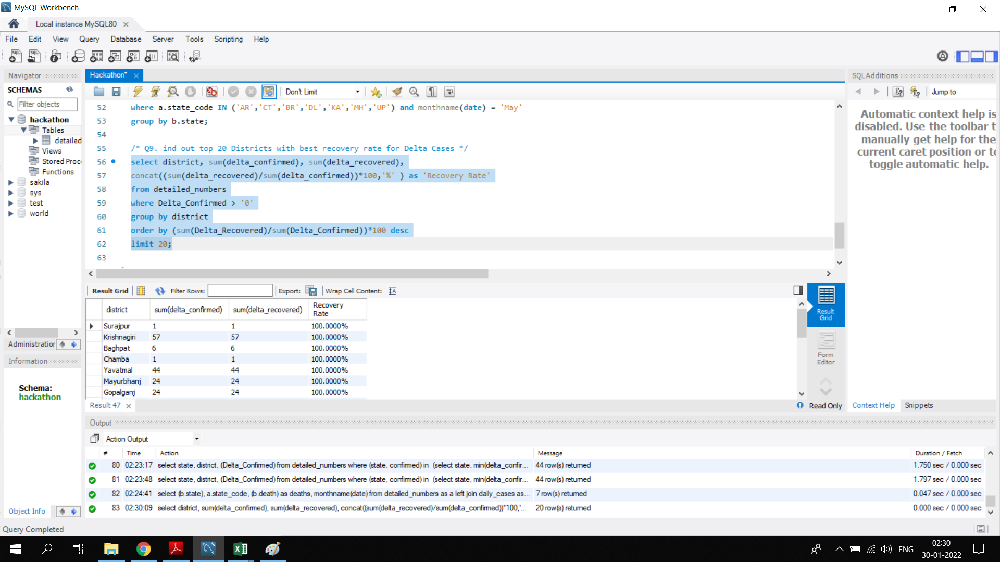 MySQL Workbench
Local instance MySQL80
File Edit View Query Database Server Tools Scripting Help
Navigator
SCHEMAS
Filter objects
hackathon
Tables
detailed
Views
Stored Proc
Functions
sakila
sys
test
world
Administration
Information
Schema:
hackathon
Object Info
Hackathon*
Don't Limit
52 where a.state_code IN ('AR','CT','BR','DL','KA','MH','UP') and monthname(date) = 'May'
53 group by b.state;
54
55 /* Q9. ind out top 20 Districts with best recovery rate for Delta Cases */
56 select district, sum(delta_confirmed), sum(delta_recovered),
57 concat((sum(delta_recovered)/sum(delta_confirmed))*100,'%' ) as 'Recovery Rate'
58 from detailed_numbers
59 where Delta_Confirmed > '0'
60 group by district
61 order by (sum(Delta_Recovered)/sum(Delta_Confirmed))*100 desc
62 limit 20;
63
Result Grid Filter Rows: Export: Wrap Cell Content:
district sum(delta_confirmed) sum(delta_recovered) Recovery Rate
Surajpur 1 1 100.0000%
Krishnagiri 57 57 100.0000%
Baghpat 6 6 100.0000%
Chamba 1 1 100.0000%
Yavatmal 44 44 100.0000%
Mayurbhanj 24 24 100.0000%
Gopalganj 24 24 100.0000%
Result Grid
Form Editor
Result 47
Read Only
SQLAdditions
Jump to
Automatic context help is
disabled. Use the toolbar t
manually get help for the
current caret position or to
toggle automatic help.
Context Help Snippets
Output
Action Output
# Time Action Message Duration / Fetch
80 02:23:17 select state, district, (Delta_Confirmed) from detailed_numbers where (state, confirmed) in (select state, min(delta_confir... 44 row(s) returned 1.750 sec / 0.000 sec
81 02:23:48 select state, district, (Delta_Confirmed) from detailed_numbers where (state, confirmed) in (select state, min(delta_confir... 44 row(s) returned 1.797 sec / 0.000 sec
82 02:24:41 select (b.state), a.state_code, (b.death) as deaths, monthname(date) from detailed_numbers as a left join daily_cases as... 7 row(s) returned 0.047 sec / 0.000 sec
83 02:30:09 select district, sum(delta_confirmed), sum(delta_recovered), concat((sum(delta_recovered)/sum(delta_confirmed))*100,'... 20 row(s) returned 0.000 sec / 0.000 sec
Query Completed
ENG
02:30
30-01-2022